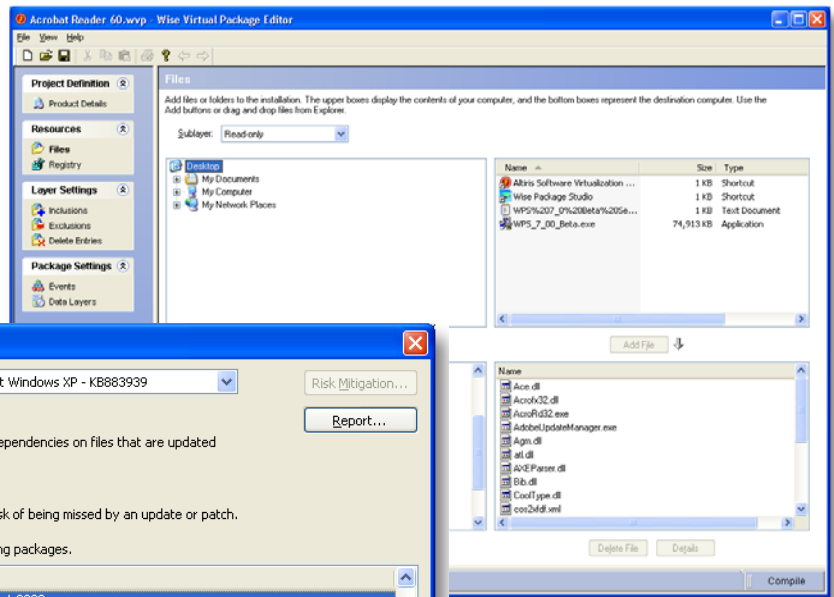 Acrobat Reader 60.wvp - Wise Virtual Package Editor
File View Help
Project Definition
Product Details
Resources
Files
Registry
Layer Settings
Inclusions
Exclusions
Delete Entries
Package Settings
Events
Data Layers
Files
Add files or folders to the installation. The upper boxes display the contents of your computer, and the bottom boxes represent the destination computer. Use the
Add buttons or drag and drop files from Explorer.
Sublayer: Read-only
Desktop
My Documents
My Computer
My Network Places
Name Size Type
Altiris Software Virtualization ... 1 KB Shortcut
Wise Package Studio 1 KB Shortcut
WPS%207_0%20Beta%20Se... 1 KB Text Document
WPS_7_00_Beta.exe 74,913 KB Application
Add File
Name
Ace.dll
Acrofx32.dll
AcroRd32.exe
AdobeUpdateManager.exe
Agm.dll
atl.dll
AXEParser.dll
Bib.dll
CoolType.dll
cos2xfdf.xml
Delete File Details
Compile
t Windows XP - KB883939
Risk Mitigation...
Report...
ependencies on files that are updated
sk of being missed by an update or patch.
ng packages.